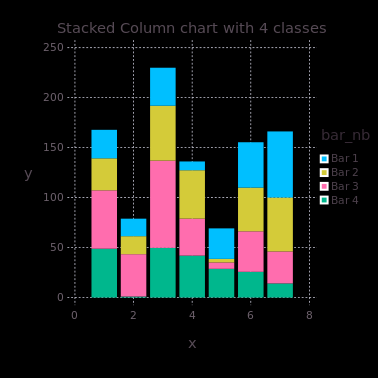 Stacked Column chart with 4 classes
250
200
150
100
50
0
y
0 2 4 6 8
x
bar_nb
Bar 1
Bar 2
Bar 3
Bar 4